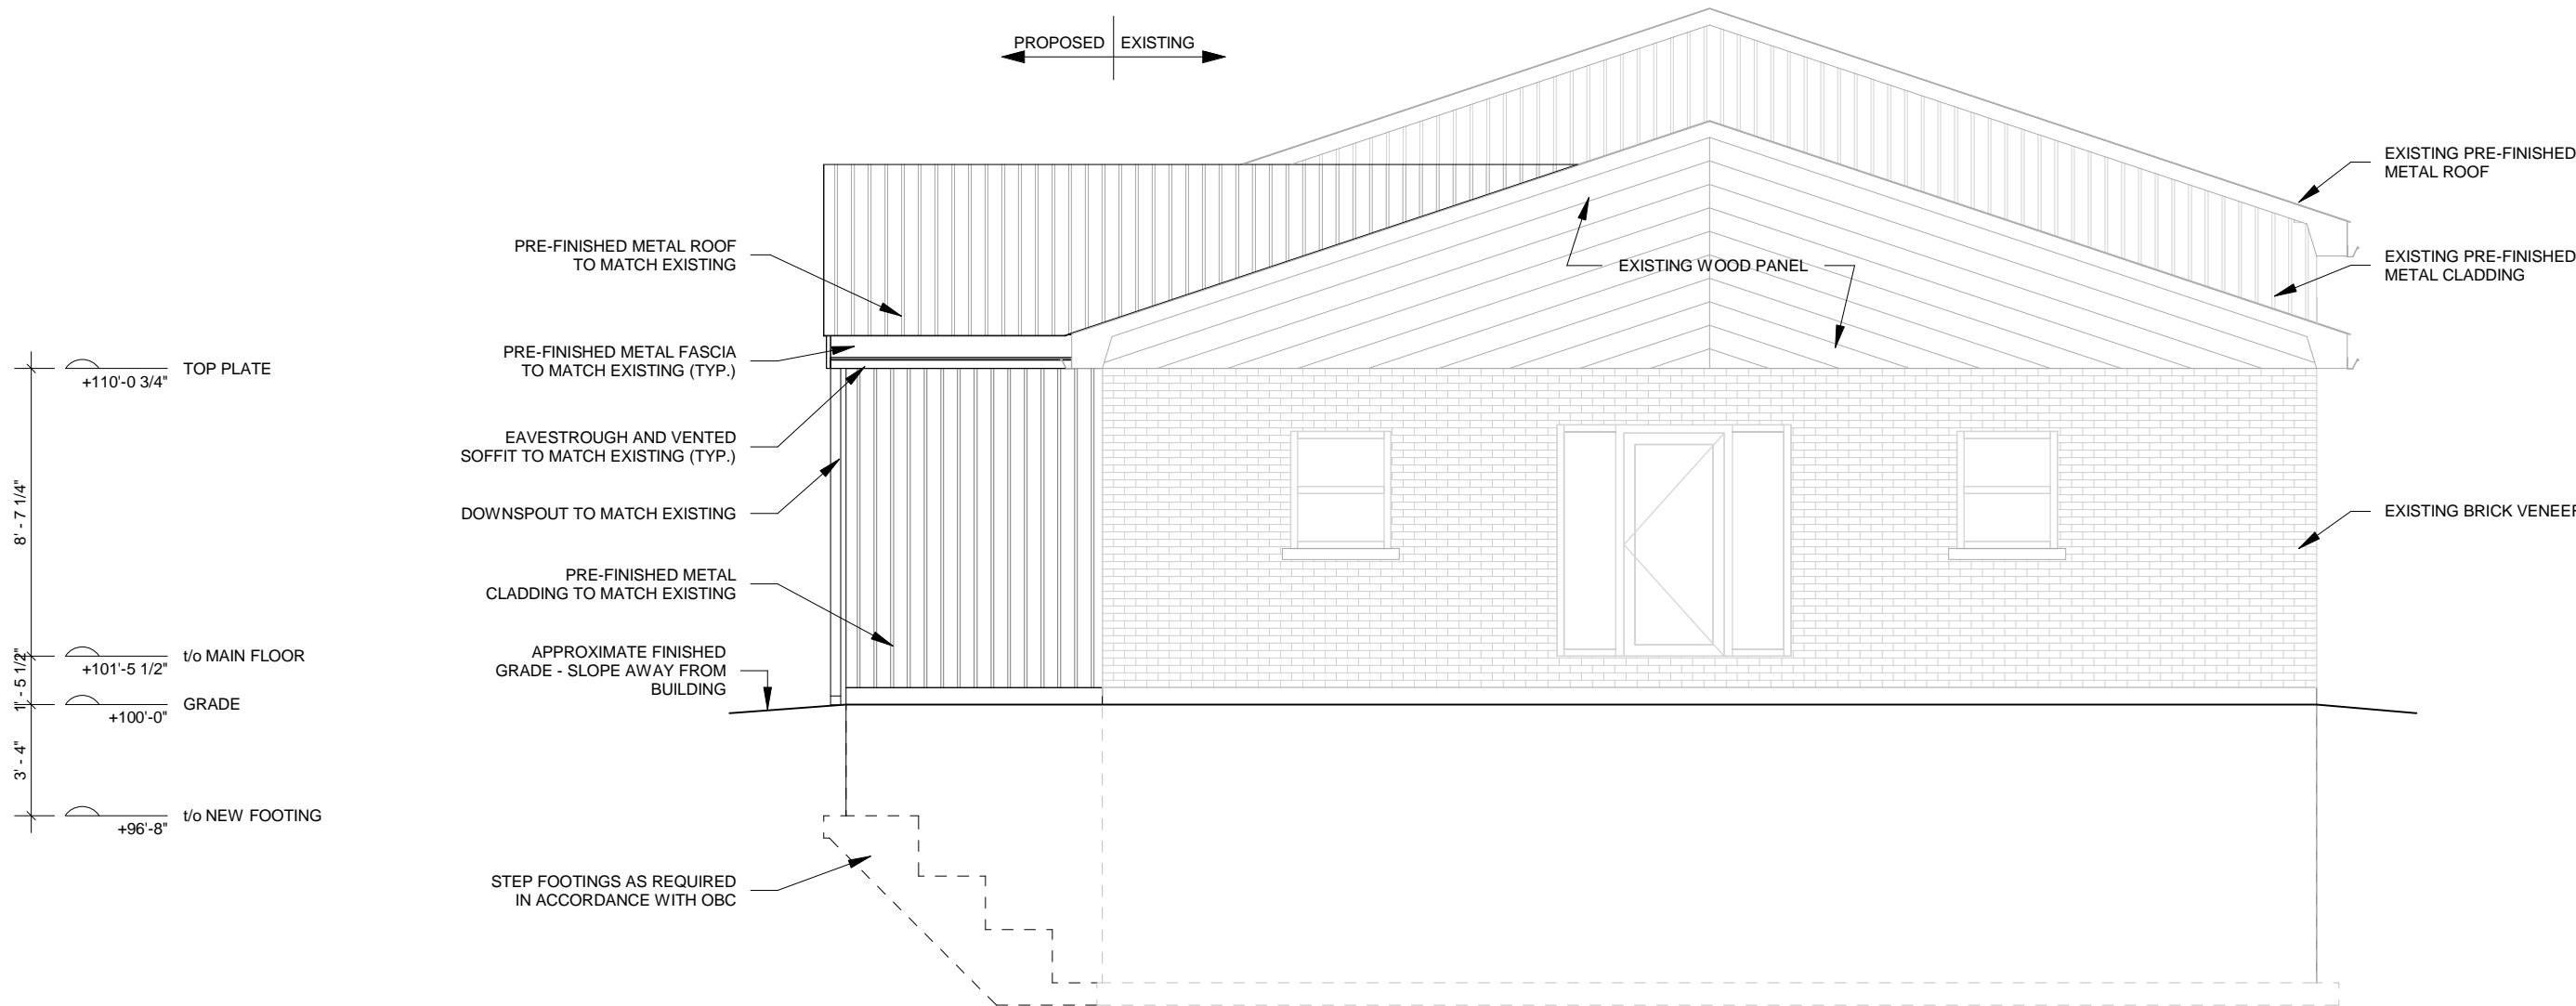 PROPOSED
EXISTING
EXISTING PRE-FINISHED
METAL ROOF
EXISTING PRE-FINISHED
METAL CLADDING
EXISTING WOOD PANEL
EXISTING BRICK VENEER
PRE-FINISHED METAL ROOF
TO MATCH EXISTING
PRE-FINISHED METAL FASCIA
TO MATCH EXISTING (TYP.)
EAVESTROUGH AND VENTED
SOFFIT TO MATCH EXISTING (TYP.)
DOWNSPOUT TO MATCH EXISTING
PRE-FINISHED METAL
CLADDING TO MATCH EXISTING
APPROXIMATE FINISHED
GRADE - SLOPE AWAY FROM
BUILDING
STEP FOOTINGS AS REQUIRED
IN ACCORDANCE WITH OBC
TOP PLATE
+110'-0 3/4"
t/o MAIN FLOOR
+101'-5 1/2"
GRADE
+100'-0"
t/o NEW FOOTING
+96'-8"
8' - 7 1/4"
1' - 5 1/2"
3' - 4"